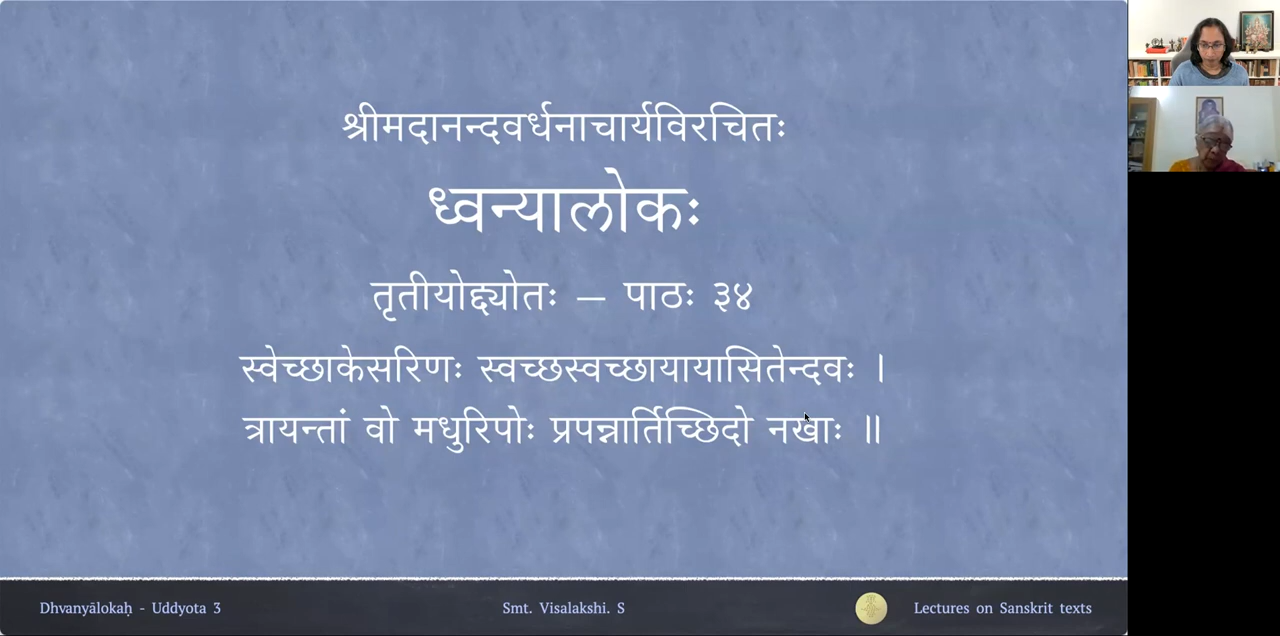 श्रीमदानन्दवर्धनाचार्यविरचितः
ध्वन्यालोकः
तृतीयोद्द्योतः – पाठः ३४
स्वेच्छाकेसरिणः स्वच्छस्वच्छायायासितेन्दवः ।
त्रायन्तां वो मधुरिपोः प्रपन्नार्तिच्छिदो नखाः ॥
Dhvanyālokaḥ - Uddyota 3
Smt. Visalakshi. S
Lectures on Sanskrit texts